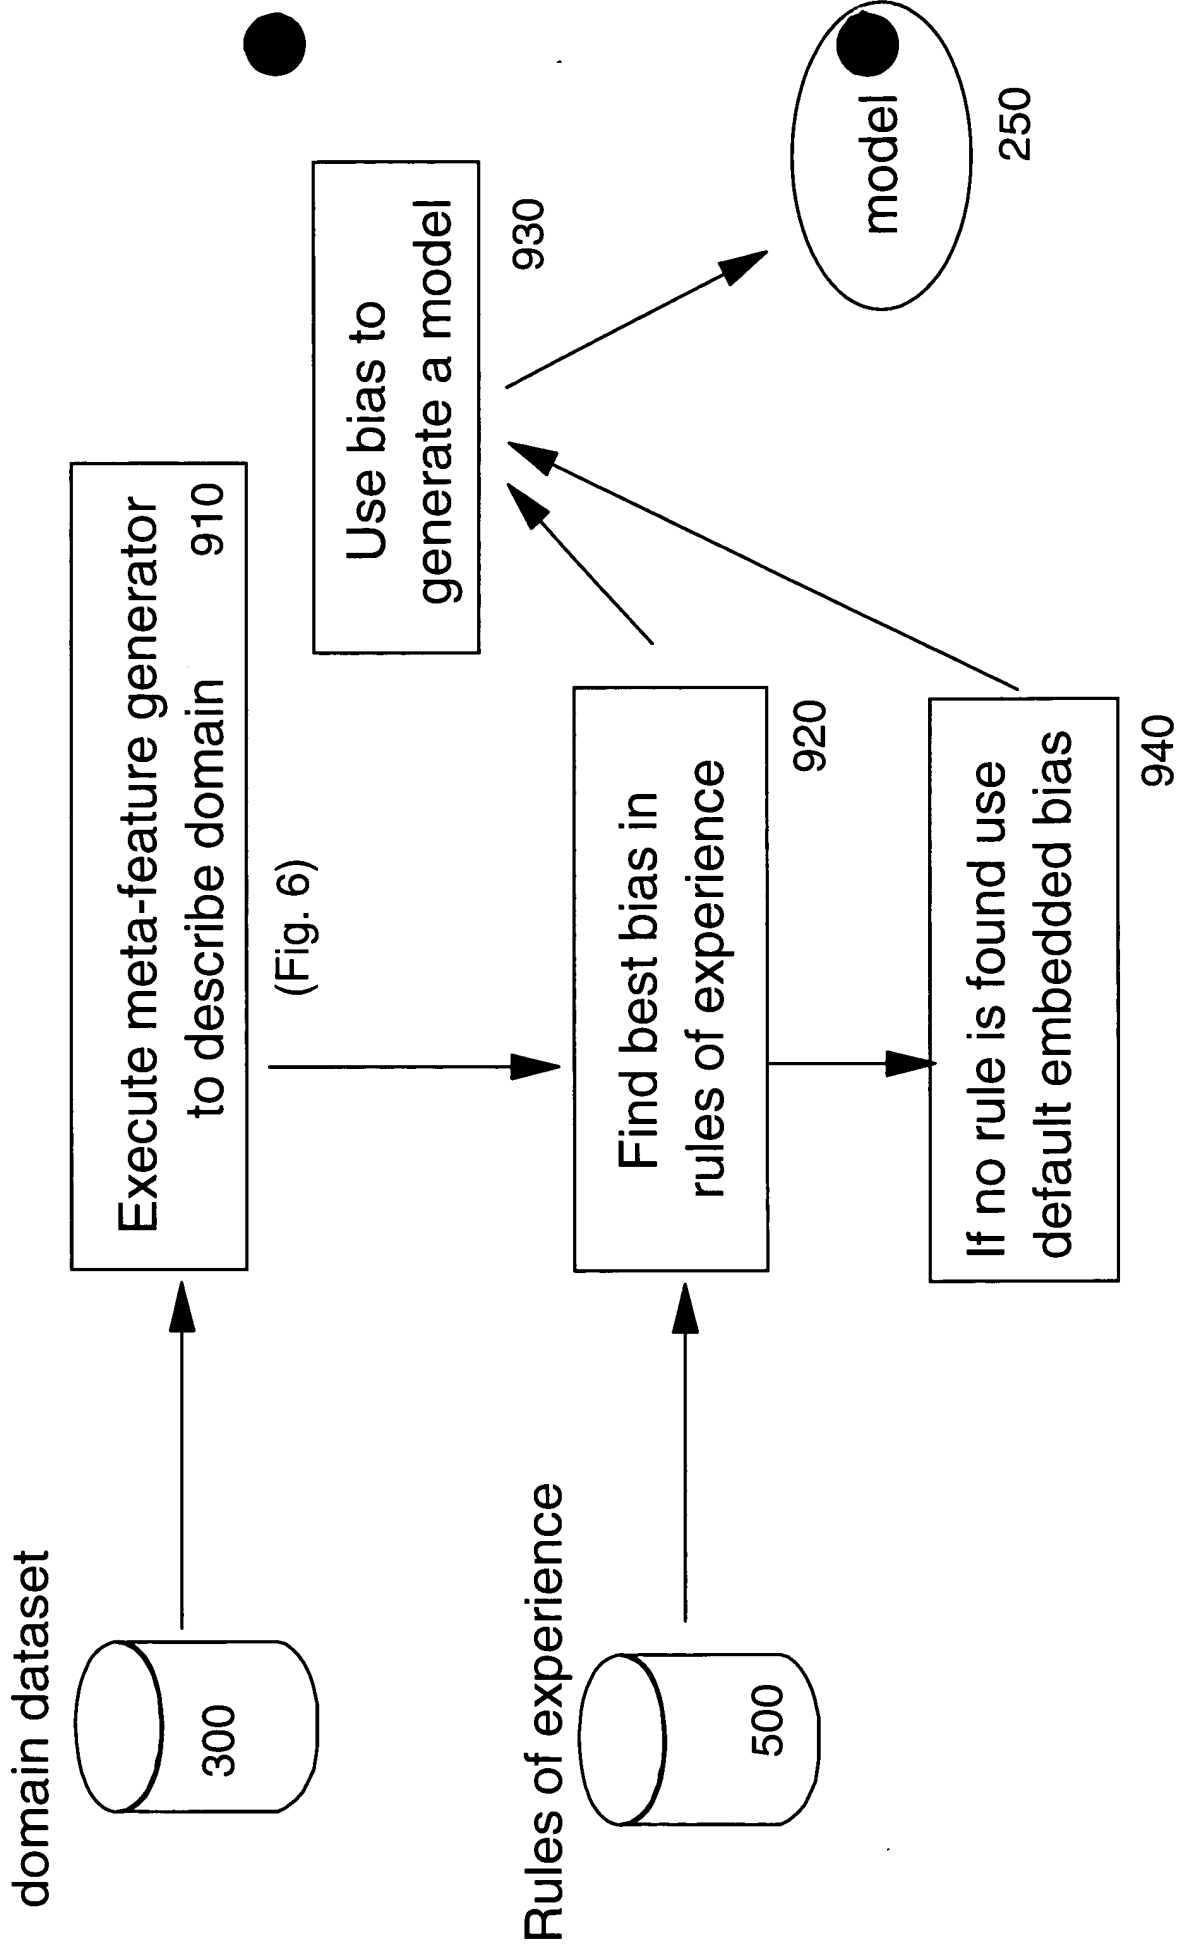 domain dataset
300
Execute meta-feature generator
to describe domain 910
(Fig. 6)
Use bias to
generate a model
930
Rules of experience
500
Find best bias in
rules of experience
920
model
250
If no rule is found use
default embedded bias
940